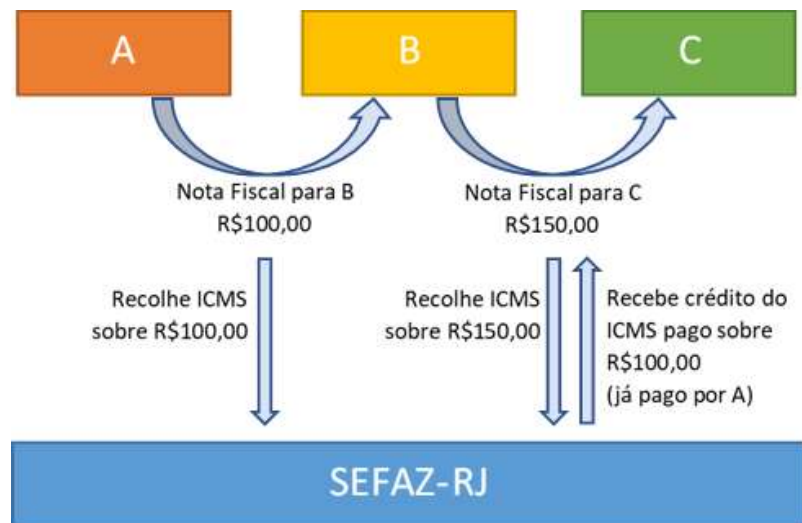 A
B
C
Nota Fiscal para B
R$100,00
Nota Fiscal para C
R$150,00
Recolhe ICMS
sobre R$100,00
Recolhe ICMS
sobre R$150,00
Recebe crédito do
ICMS pago sobre
R$100,00
(já pago por A)
SEFAZ-RJ